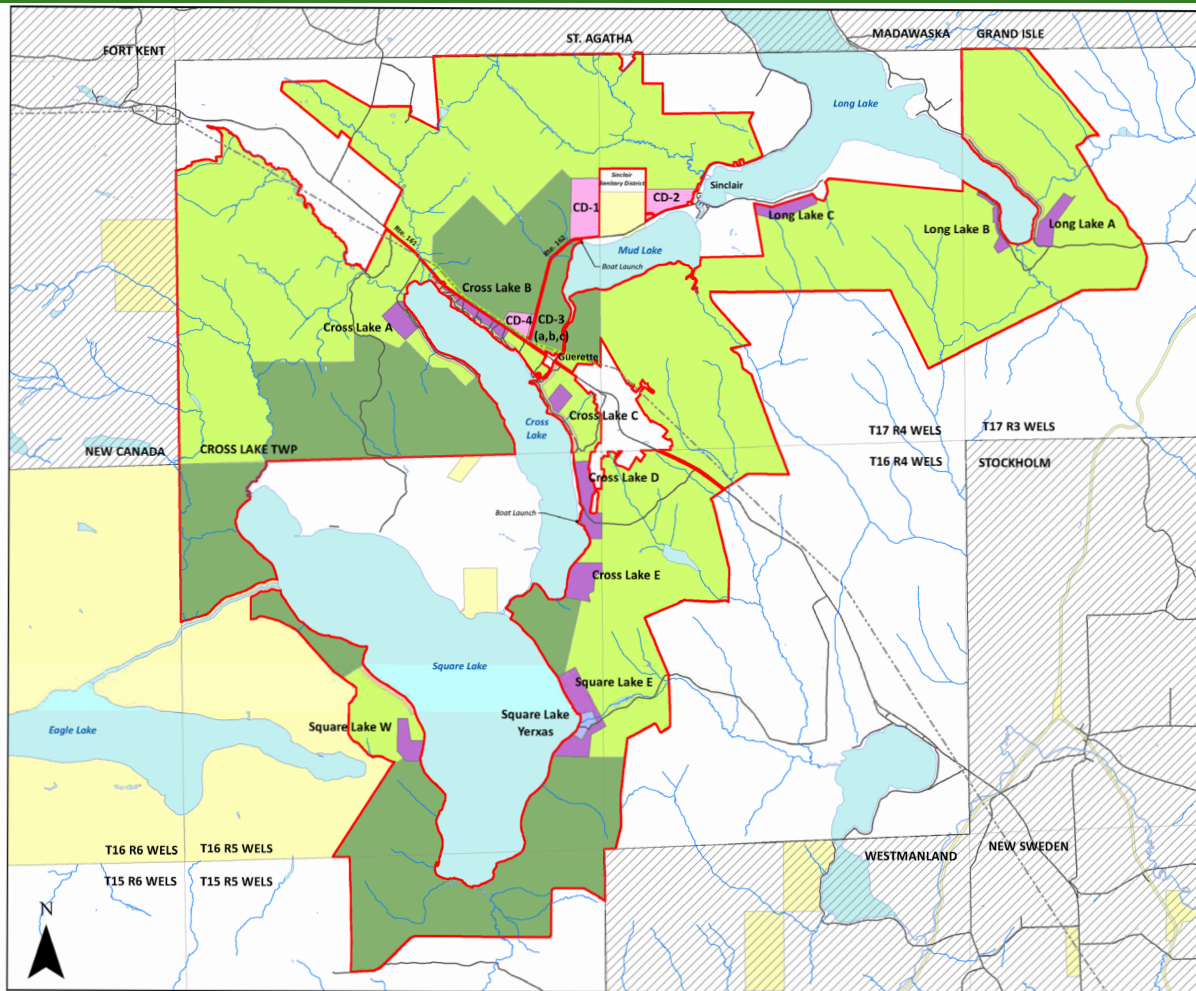 ST. AGATHA
MADAWASKA
GRAND ISLE
FORT KENT
Long Lake
Sinclair
Sanitary District
Sinclair
CD-1
CD-2
Long Lake C
Long Lake B
Long Lake A
Rte. 161
Rte. 162
Mud Lake
Boat Launch
Cross Lake B
Cross Lake A
CD-4
CD-3
(a,b,c)
Guerette
Cross Lake C
Cross
Lake
T17 R4 WELS
T17 R3 WELS
NEW CANADA
CROSS LAKE TWP
T16 R4 WELS
STOCKHOLM
Cross Lake D
Boat Launch
Cross Lake E
Square Lake
Square Lake E
Square Lake
Yerxas
Square Lake W
Eagle Lake
T16 R6 WELS
T16 R5 WELS
WESTMANLAND
NEW SWEDEN
T15 R6 WELS
T15 R5 WELS
N